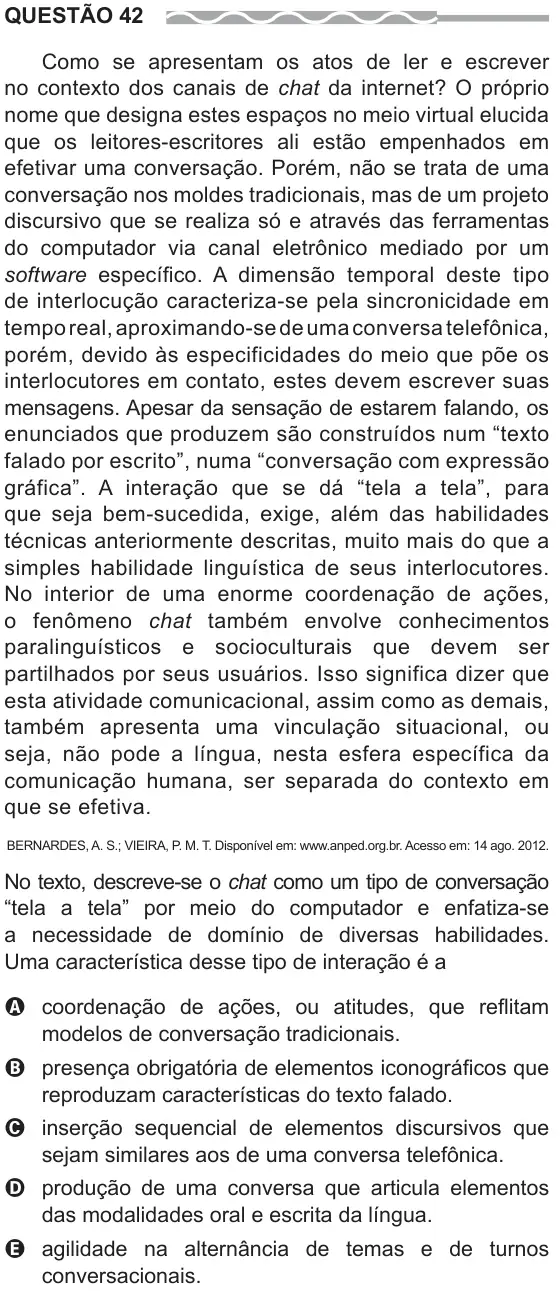 QUESTÃO 42
Como se apresentam os atos de ler e escrever
no contexto dos canais de chat da internet? O próprio
nome que designa estes espaços no meio virtual elucida
que os leitores-escritores ali estão empenhados em
efetivar uma conversação. Porém, não se trata de uma
conversação nos moldes tradicionais, mas de um projeto
discursivo que se realiza só e através das ferramentas
do computador via canal eletrônico mediado por um
software específico. A dimensão temporal deste tipo
de interlocução caracteriza-se pela sincronicidade em
tempo real, aproximando-se de uma conversa telefônica,
porém, devido às especificidades do meio que põe os
interlocutores em contato, estes devem escrever suas
mensagens. Apesar da sensação de estarem falando, os
enunciados que produzem são construídos num “texto
falado por escrito”, numa “conversação com expressão
gráfica”. A interação que se dá “tela a tela”, para
que seja bem-sucedida, exige, além das habilidades
técnicas anteriormente descritas, muito mais do que a
simples habilidade linguística de seus interlocutores.
No interior de uma enorme coordenação de ações,
o fenômeno chat também envolve conhecimentos
paralinguísticos e socioculturais que devem ser
partilhados por seus usuários. Isso significa dizer que
esta atividade comunicacional, assim como as demais,
também apresenta uma vinculação situacional, ou
seja, não pode a língua, nesta esfera específica da
comunicação humana, ser separada do contexto em
que se efetiva.
BERNARDES, A. S.; VIEIRA, P. M. T. Disponível em: www.anped.org.br. Acesso em: 14 ago. 2012.
No texto, descreve-se o chat como um tipo de conversação
“tela a tela” por meio do computador e enfatiza-se
a necessidade de domínio de diversas habilidades.
Uma característica desse tipo de interação é a
A coordenação de ações, ou atitudes, que reflitam
modelos de conversação tradicionais.
B presença obrigatória de elementos iconográficos que
reproduzam características do texto falado.
C inserção sequencial de elementos discursivos que
sejam similares aos de uma conversa telefônica.
D produção de uma conversa que articula elementos
das modalidades oral e escrita da língua.
E agilidade na alternância de temas e de turnos
conversacionais.